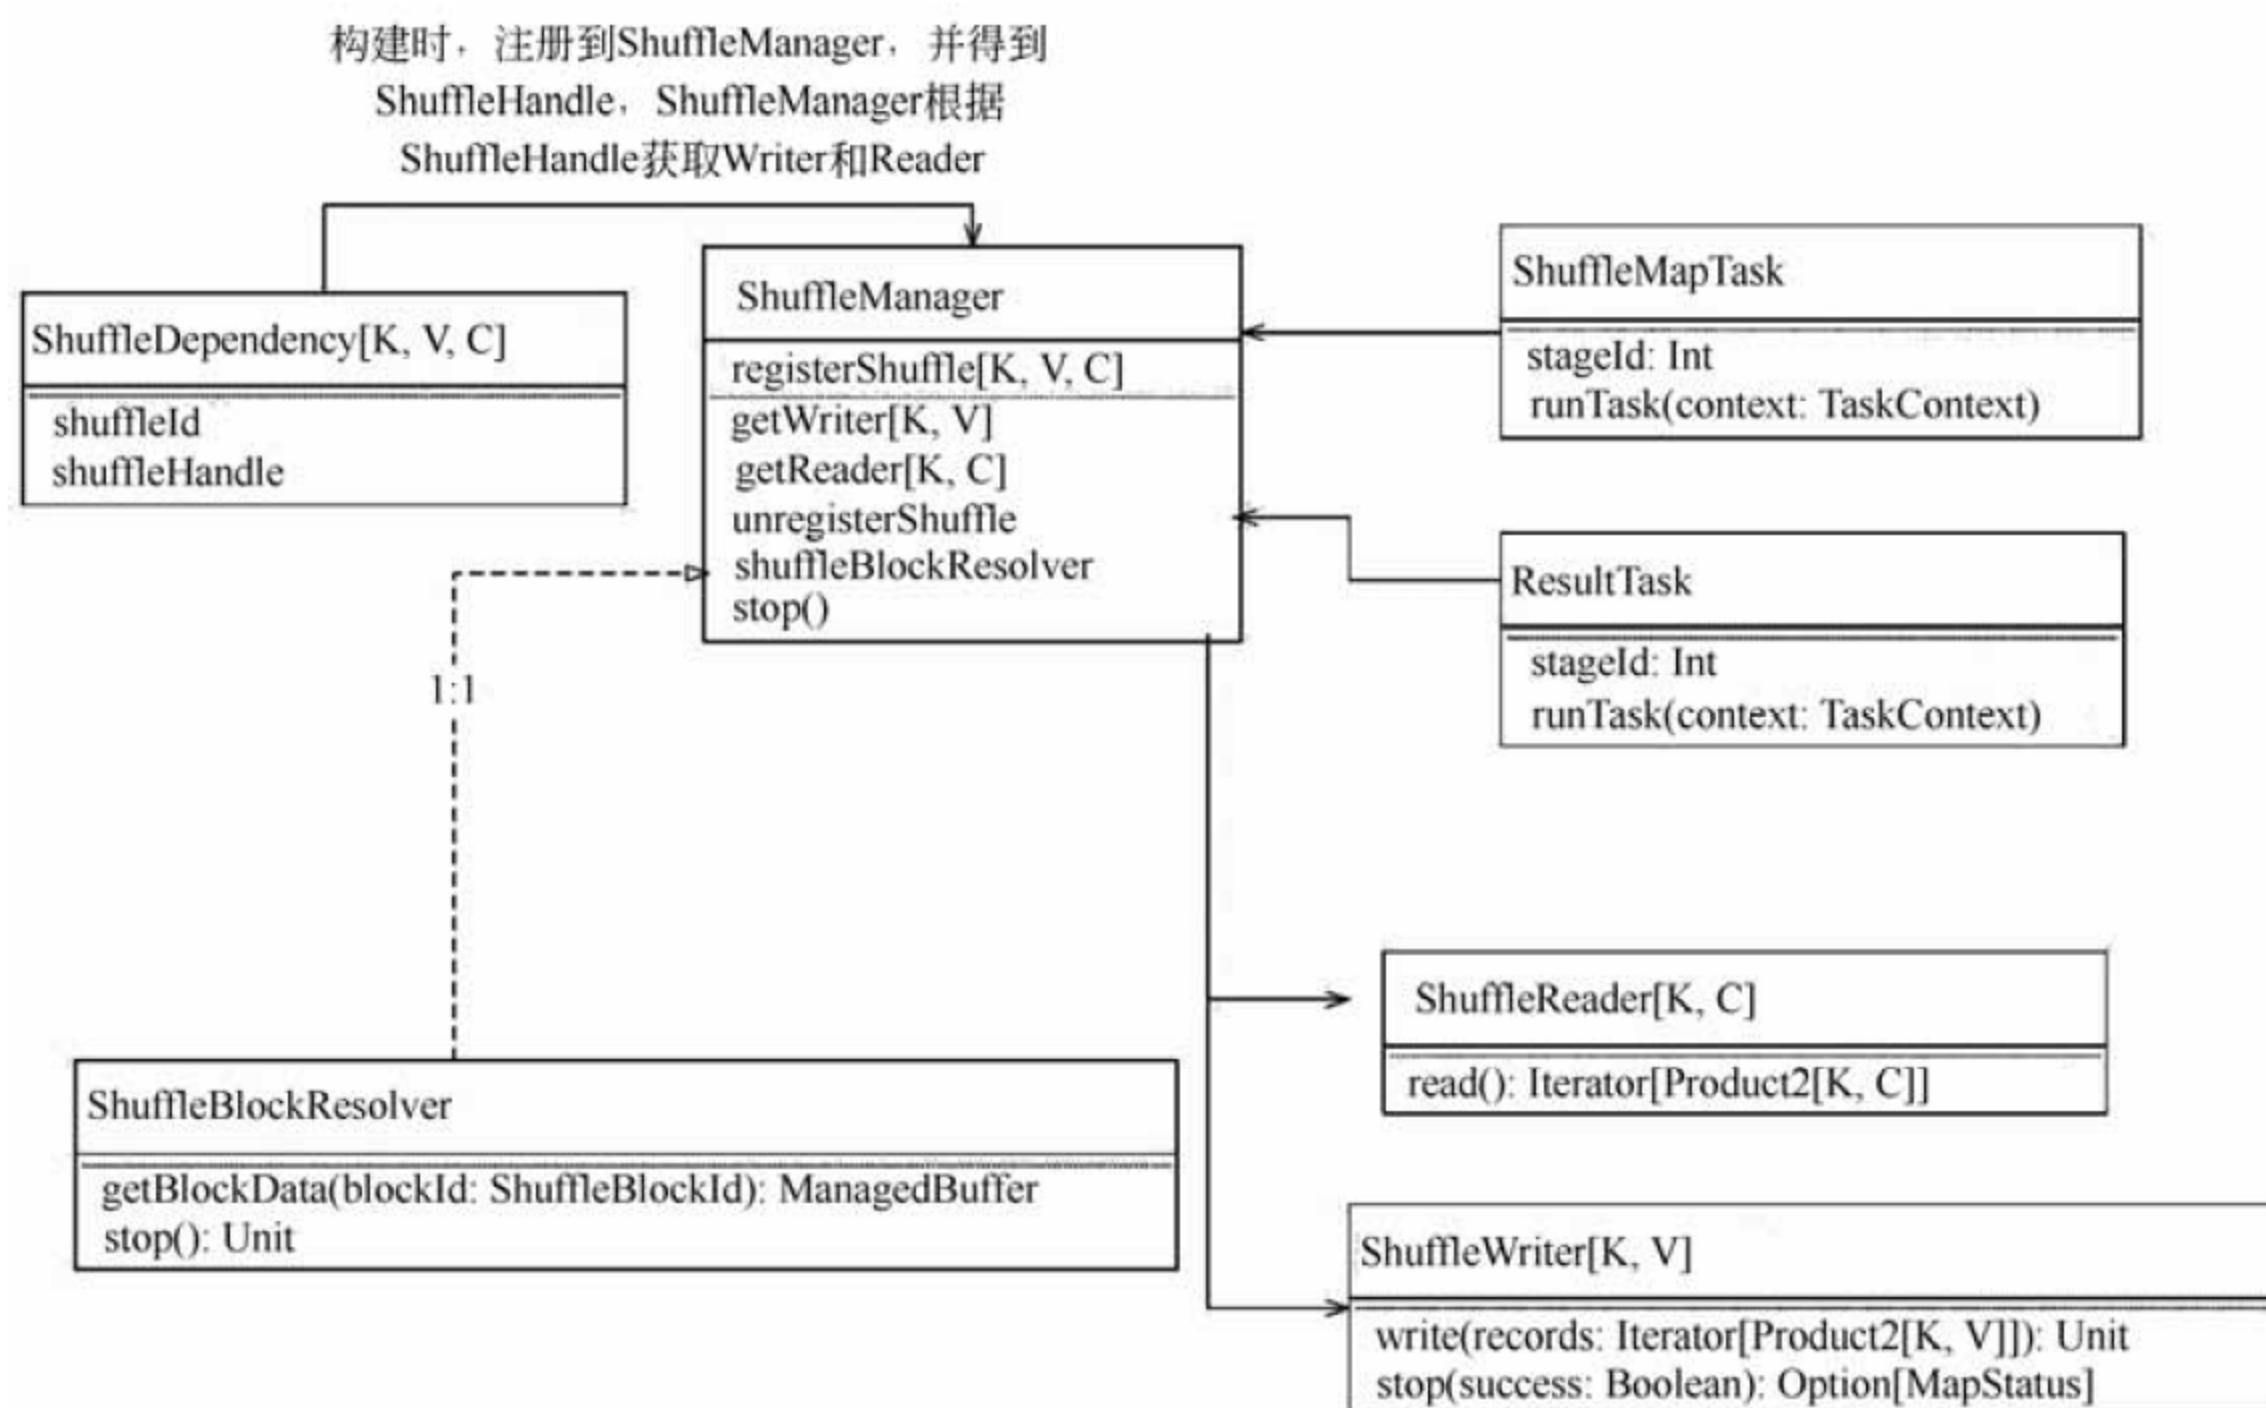 构建时，注册到ShuffleManager，并得到
ShuffleHandle，ShuffleManager根据
ShuffleHandle获取Writer和Reader
ShuffleDependency[K, V, C]
shuffleId
shuffleHandle
ShuffleManager
registerShuffle[K, V, C]
getWriter[K, V]
getReader[K, C]
unregisterShuffle
shuffleBlockResolver
stop()
ShuffleMapTask
stageId: Int
runTask(context: TaskContext)
ResultTask
stageId: Int
runTask(context: TaskContext)
1:1
ShuffleBlockResolver
getBlockData(blockId: ShuffleBlockId): ManagedBuffer
stop(): Unit
ShuffleReader[K, C]
read(): Iterator[Product2[K, C]]
ShuffleWriter[K, V]
write(records: Iterator[Product2[K, V]]): Unit
stop(success: Boolean): Option[MapStatus]